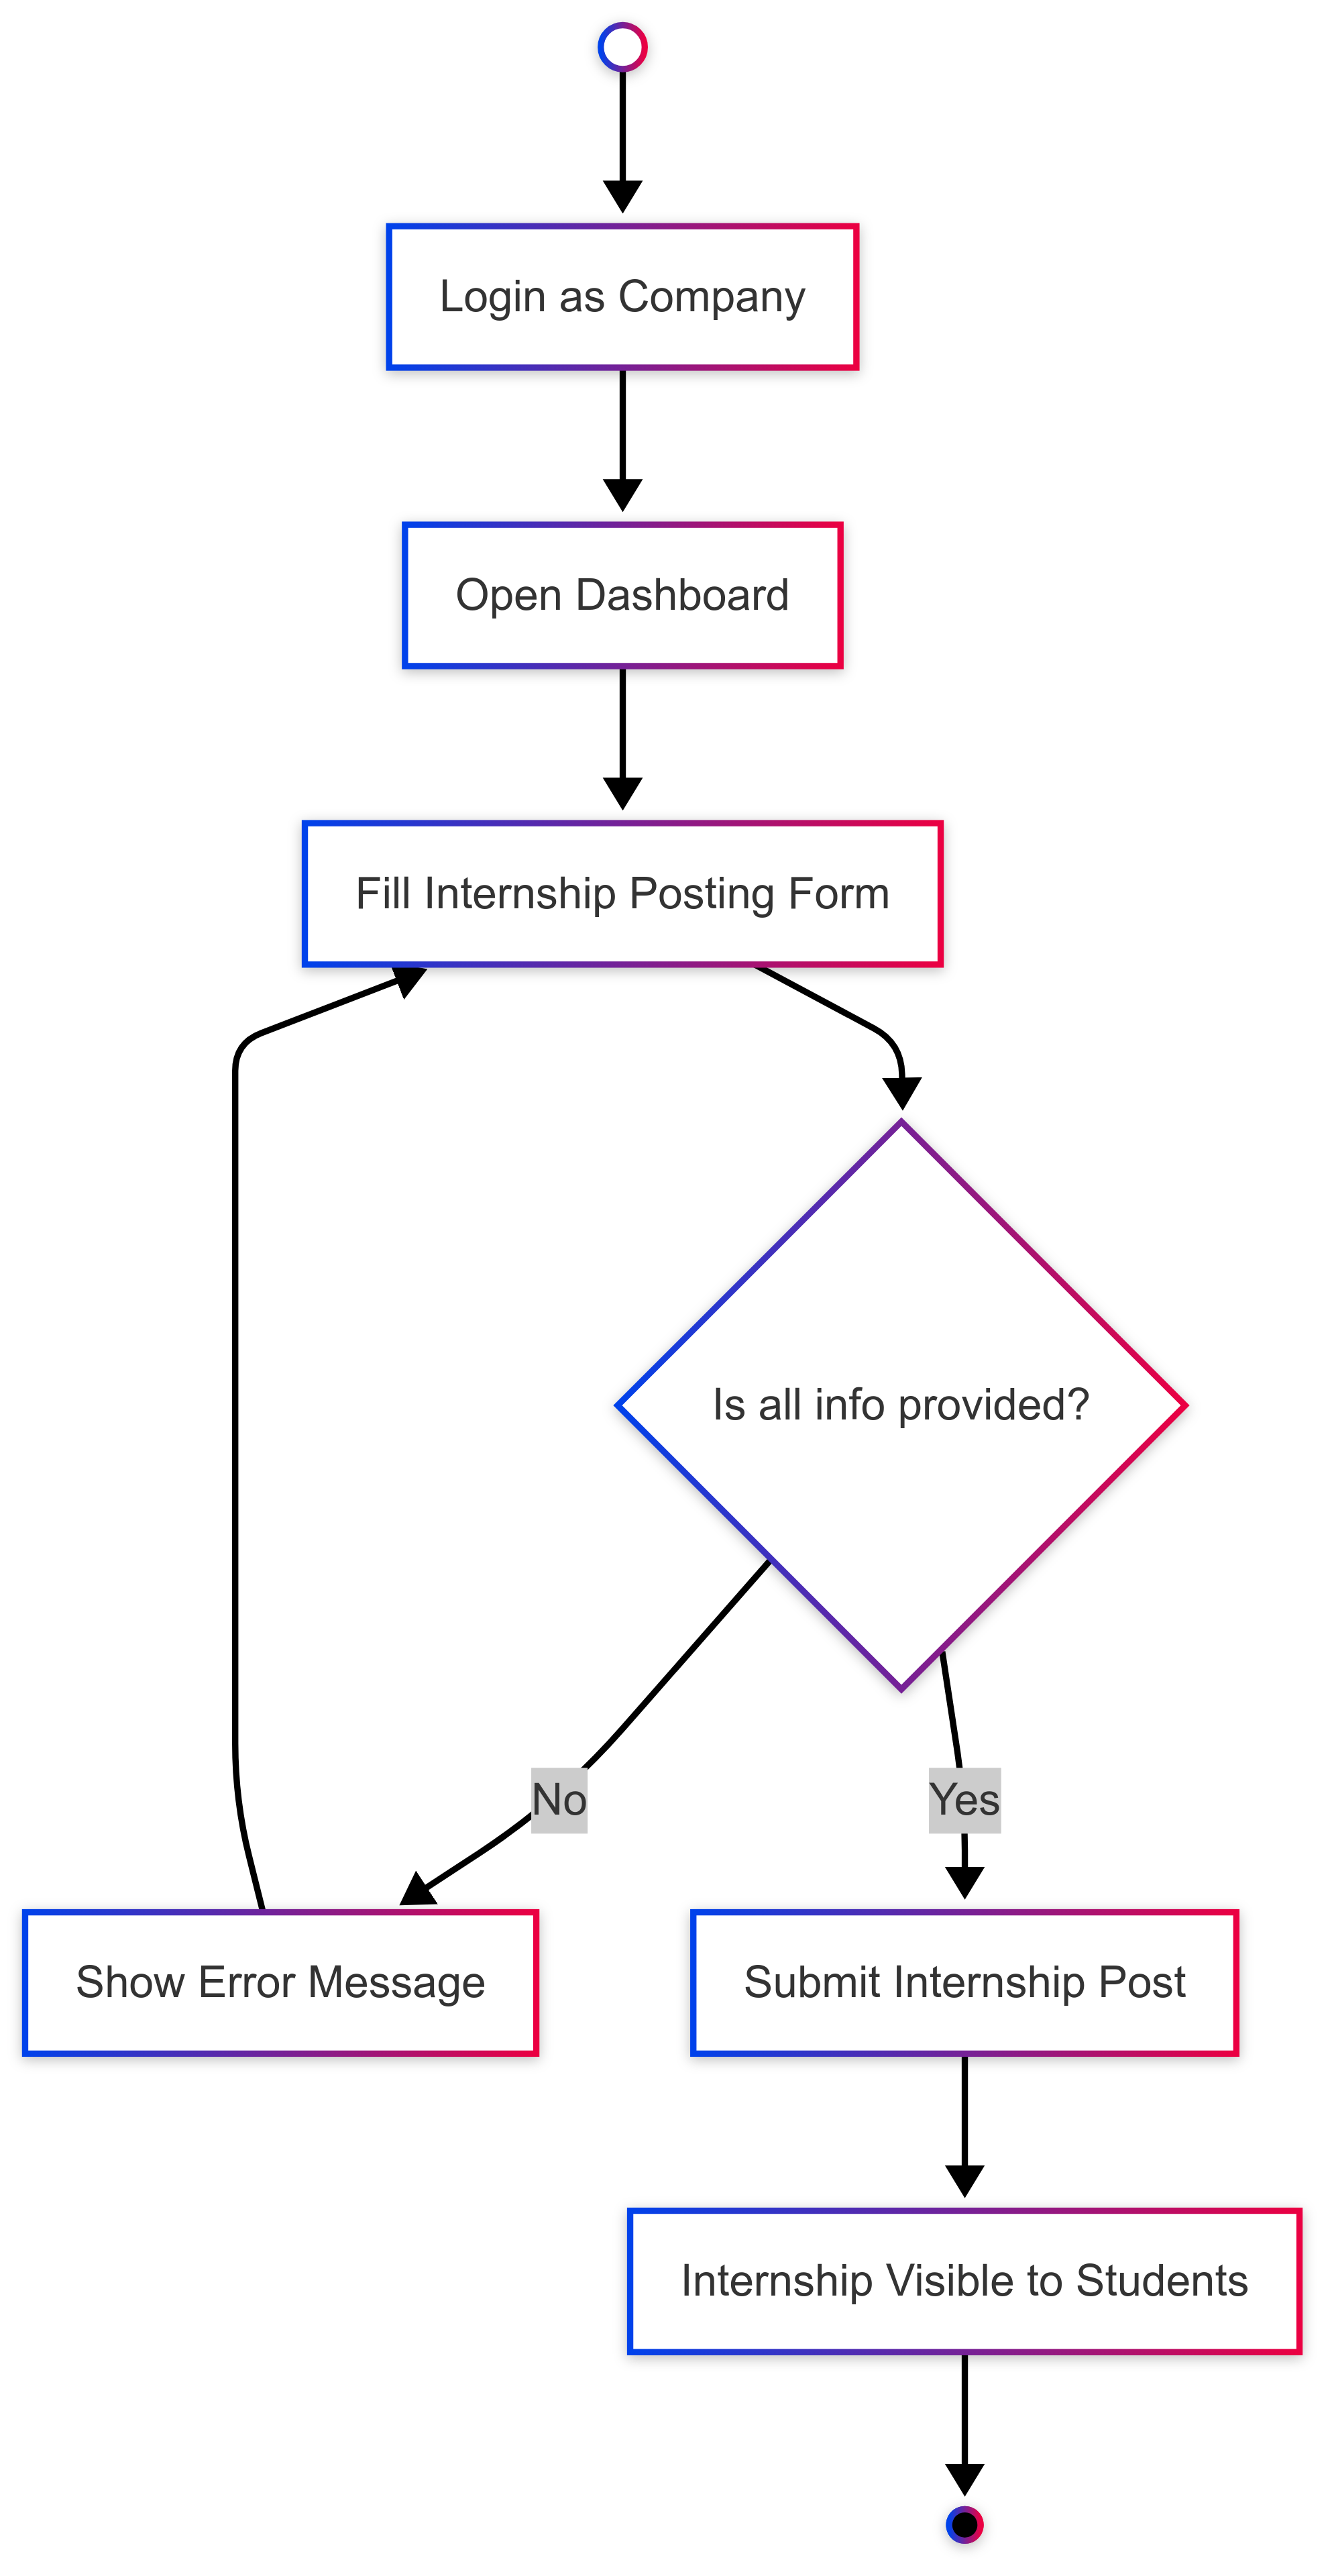 Login as Company
Open Dashboard
Fill Internship Posting Form
Is all info provided?
No
Yes
Show Error Message
Submit Internship Post
Internship Visible to Students